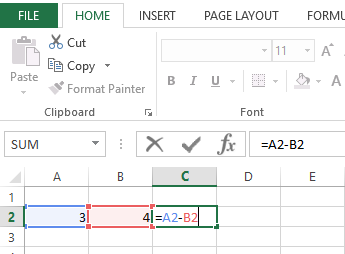 FILE HOME INSERT PAGE LAYOUT FORMU
Cut
Copy
Paste
Format Painter
11 A
B I U A
Clipboard Font
SUM fx =A2-B2
A B C D E
1
2 3 4 =A2-B2
3